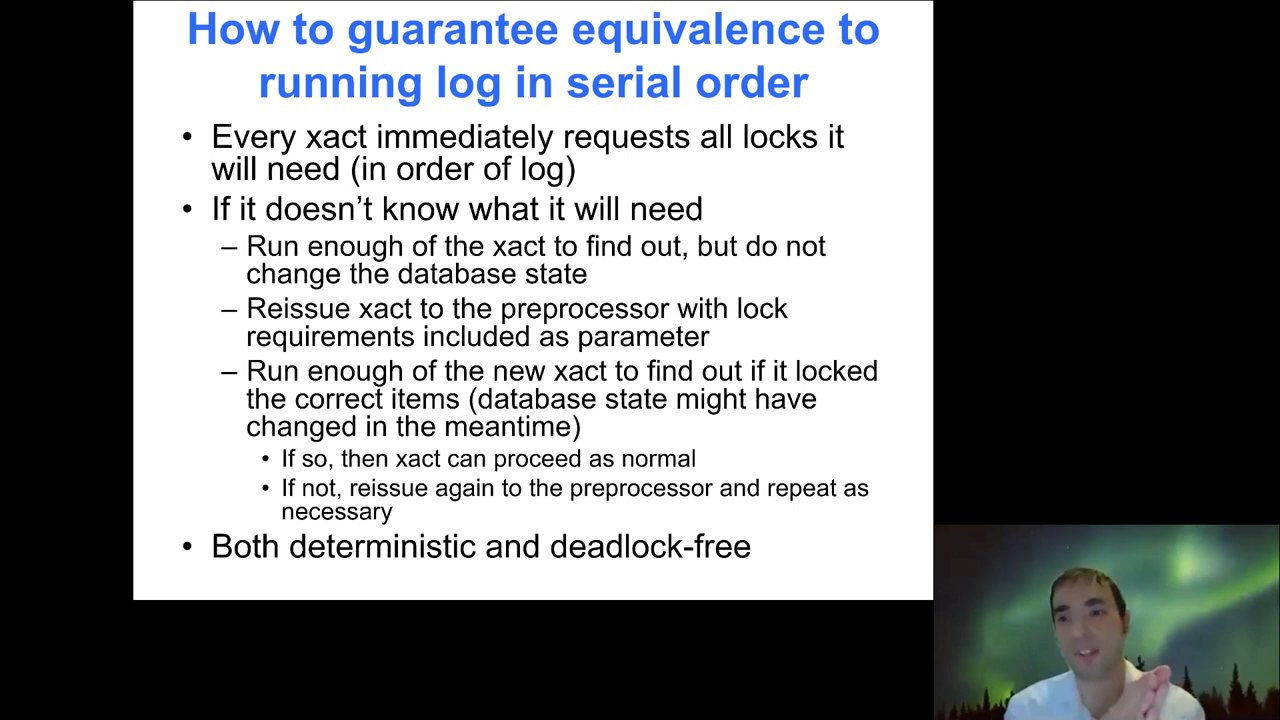 How to guarantee equivalence to
running log in serial order
• Every xact immediately requests all locks it
will need (in order of log)
• If it doesn't know what it will need
– Run enough of the xact to find out, but do not
change the database state
– Reissue xact to the preprocessor with lock
requirements included as parameter
– Run enough of the new xact to find out if it locked
the correct items (database state might have
changed in the meantime)
• If so, then xact can proceed as normal
• If not, reissue again to the preprocessor and repeat as
necessary
• Both deterministic and deadlock-free